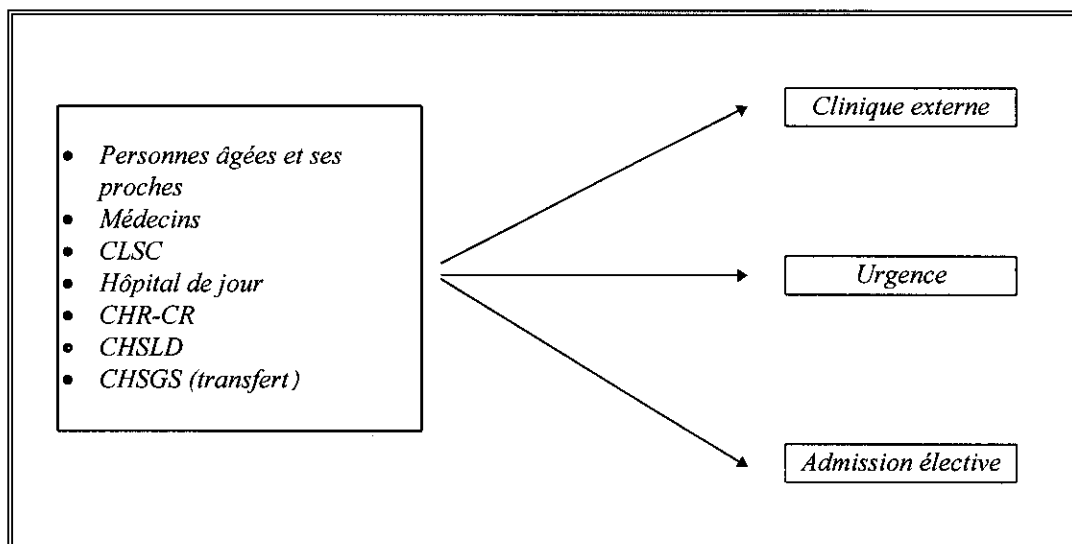 • Personnes âgées et ses
proches
• Médecins
• CLSC
• Hôpital de jour
• CHR-CR
• CHSLD
• CHSGS (transfert)
Clinique externe
Urgence
Admission élective